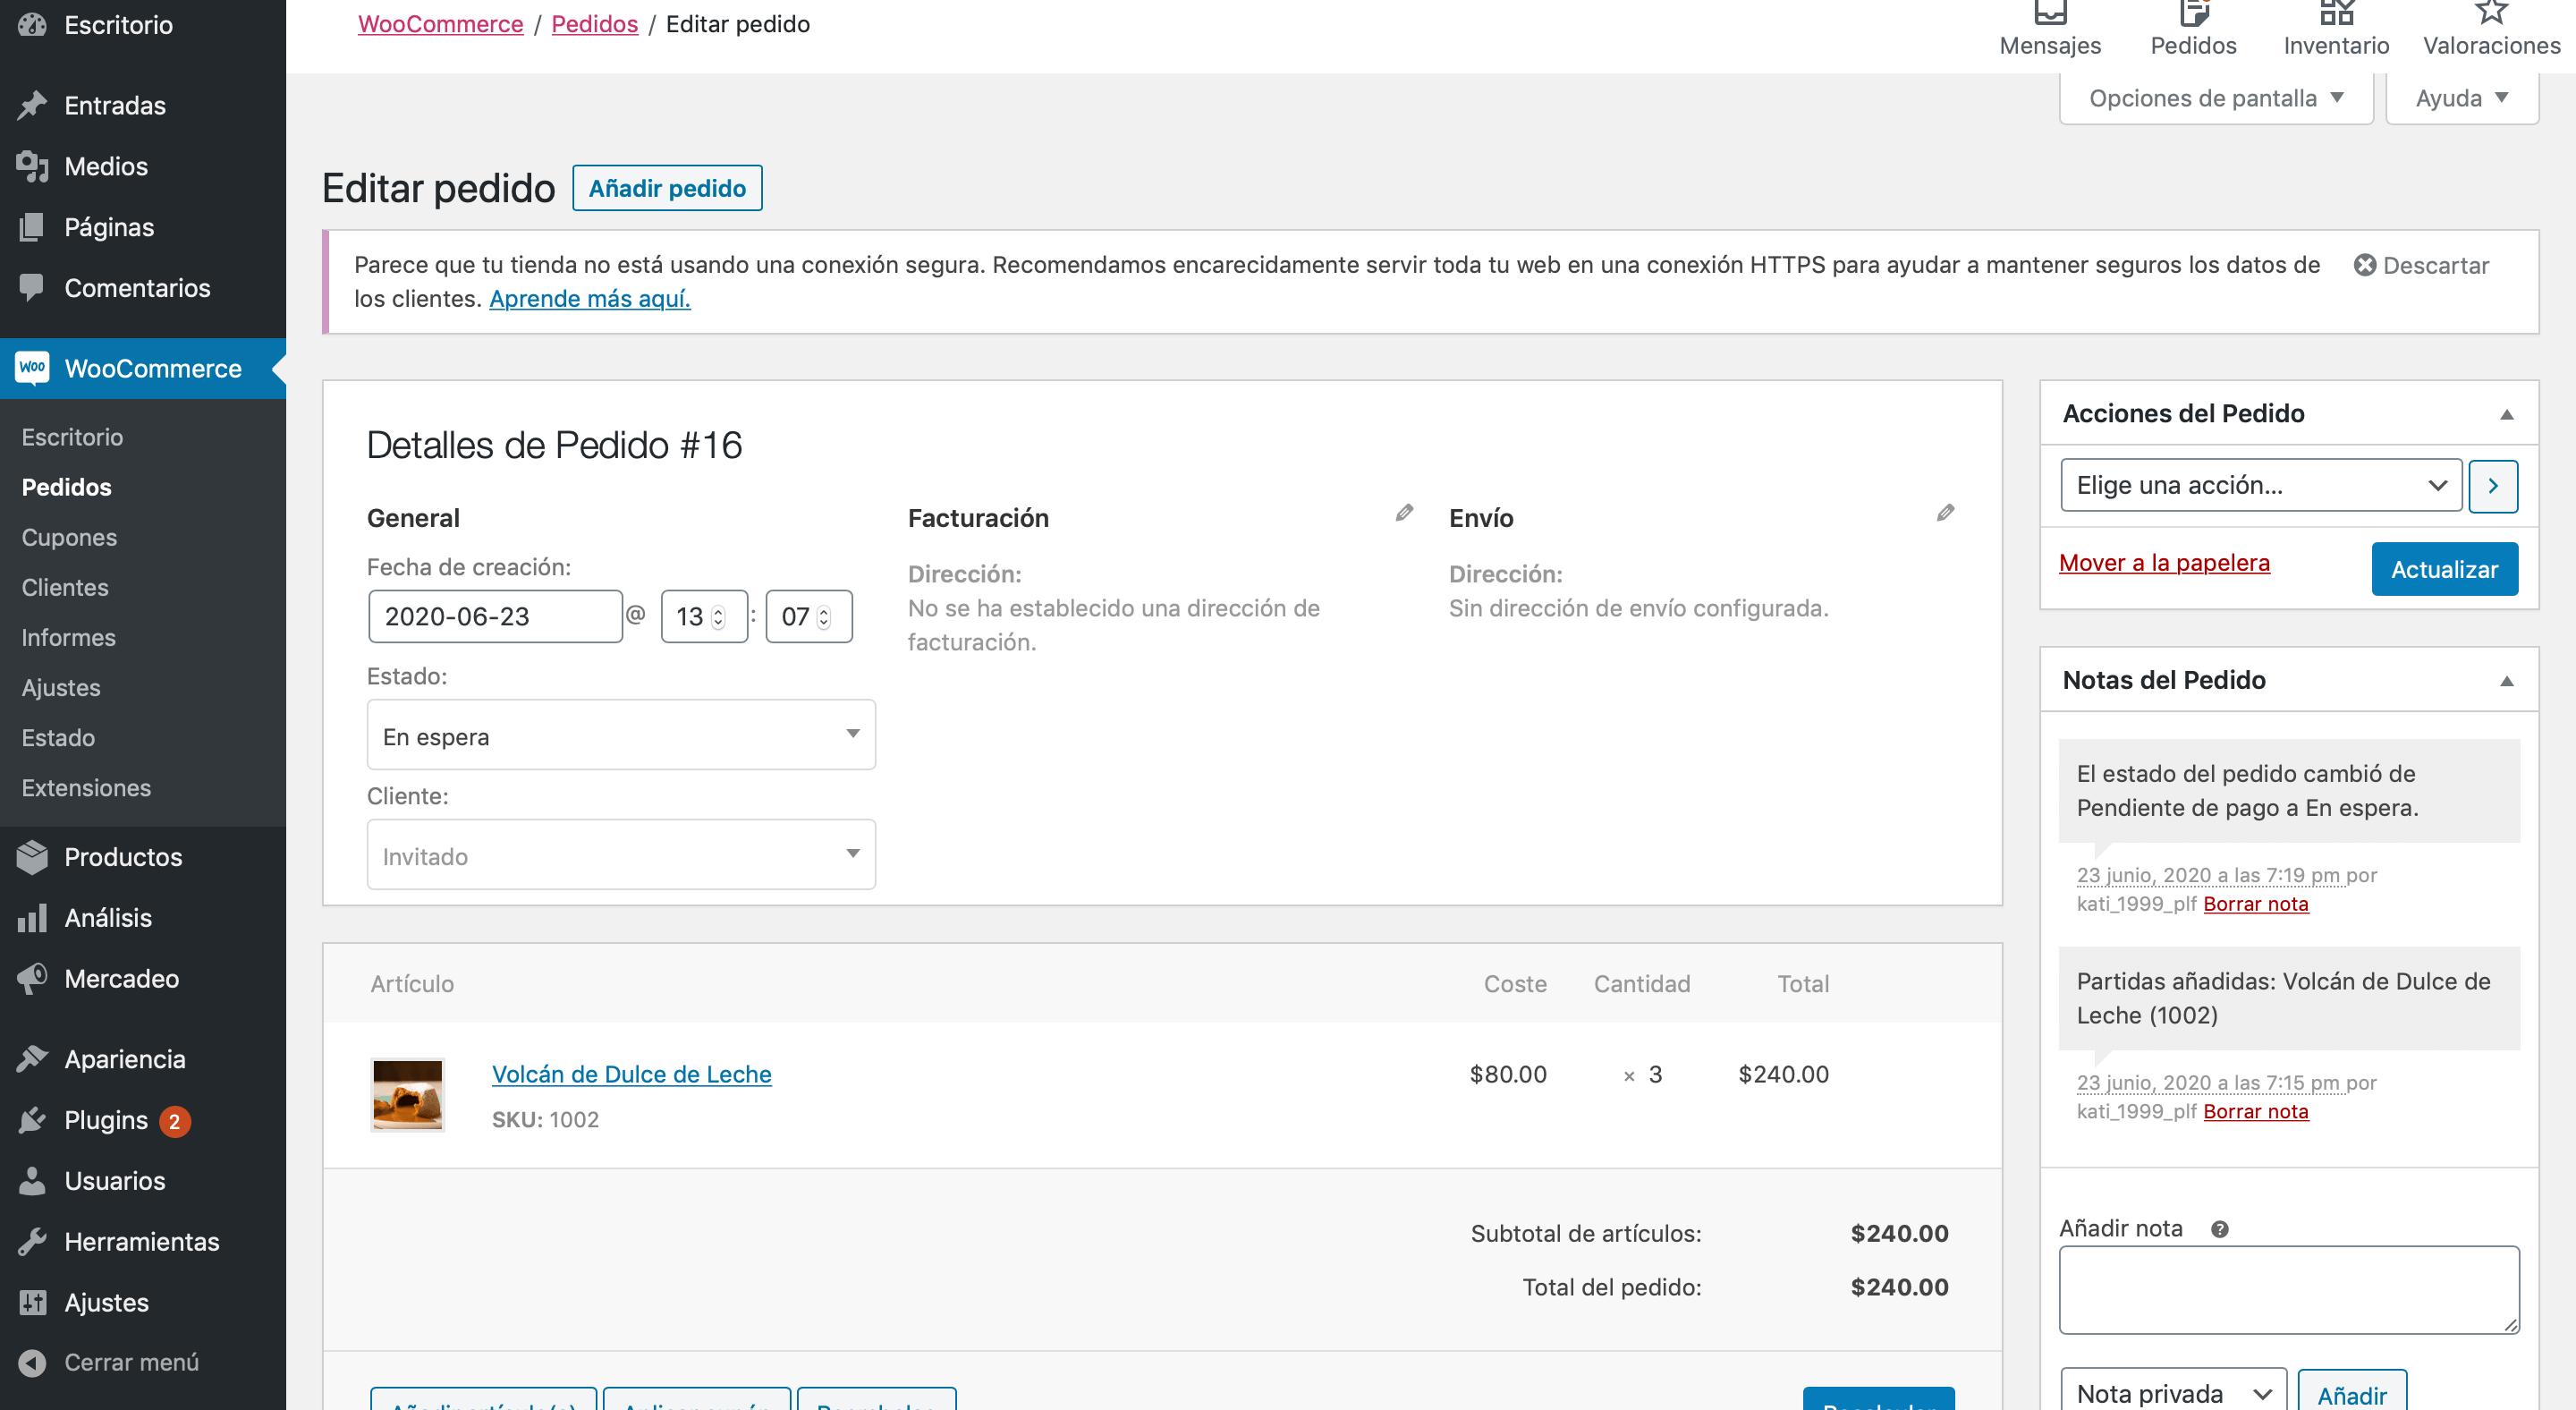 Escritorio
Entradas
Medios
Páginas
Comentarios
Woo WooCommerce
Escritorio
Pedidos
Cupones
Clientes
Informes
Ajustes
Estado
Extensiones
Productos
Análisis
Mercadeo
Apariencia
Plugins 2
Usuarios
Herramientas
Ajustes
Cerrar menú
WooCommerce / Pedidos / Editar pedido
Mensajes Pedidos Inventario Valoraciones
Opciones de pantalla Ayuda
Editar pedido Añadir pedido
Parece que tu tienda no está usando una conexión segura. Recomendamos encarecidamente servir toda tu web en una conexión HTTPS para ayudar a mantener seguros los datos de
los clientes. Aprende más aquí.
Descartar
Detalles de Pedido #16
General
Fecha de creación:
2020-06-23 @ 13 : 07
Estado:
En espera
Cliente:
Invitado
Facturación
Dirección:
No se ha establecido una dirección de
facturación.
Envío
Dirección:
Sin dirección de envío configurada.
Artículo Coste Cantidad Total
Volcán de Dulce de Leche $80.00 × 3 $240.00
SKU: 1002
Subtotal de artículos: $240.00
Total del pedido: $240.00
Acciones del Pedido
Elige una acción...
Mover a la papelera Actualizar
Notas del Pedido
El estado del pedido cambió de
Pendiente de pago a En espera.
23 junio, 2020 a las 7:19 pm por
kati_1999_plf Borrar nota
Partidas añadidas: Volcán de Dulce de
Leche (1002)
23 junio, 2020 a las 7:15 pm por
kati_1999_plf Borrar nota
Añadir nota
Nota privada Añadir